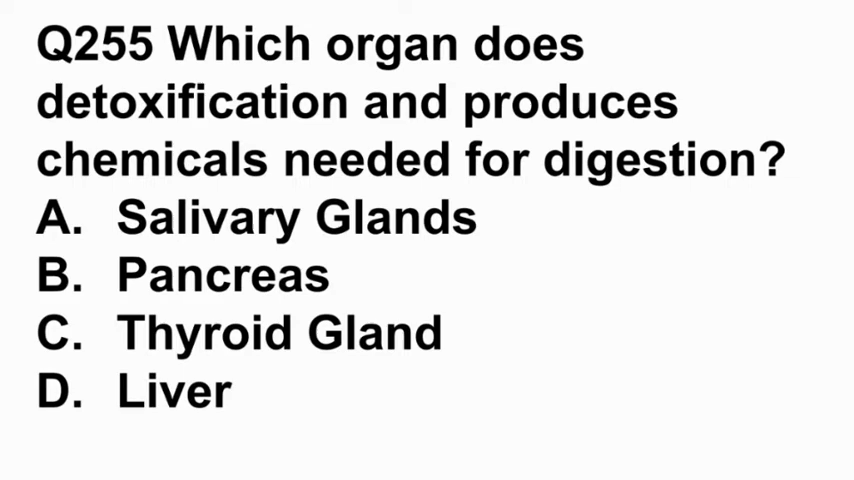 Q255 Which organ does
detoxification and produces
chemicals needed for digestion?
A. Salivary Glands
B. Pancreas
C. Thyroid Gland
D. Liver